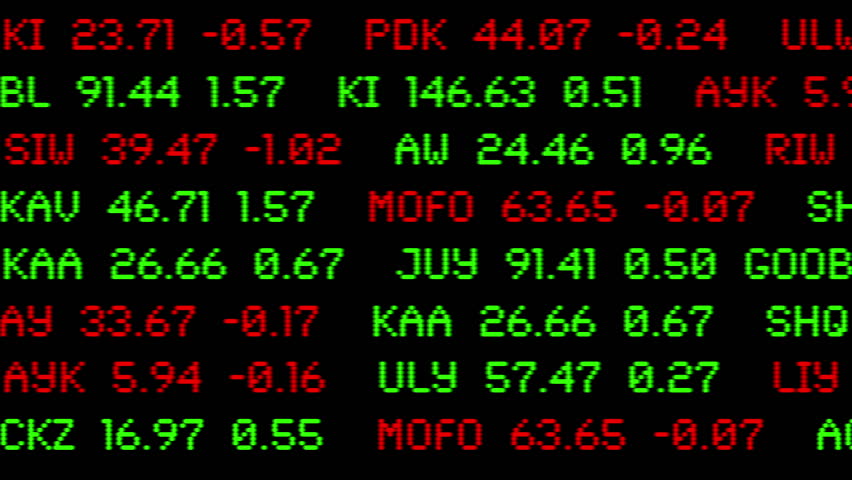 KI 23.71 -0.57 PDK 44.07 -0.24 ULW
BL 91.44 1.57 KI 146.63 0.51 AYK 5.9
SIW 39.47 -1.02 AW 24.46 0.96 RIW
KAV 46.71 1.57 MOFO 63.65 -0.07 SH
KAA 26.66 0.67 JUY 91.41 0.50 GOOB
AY 33.67 -0.17 KAA 26.66 0.67 SHQ
AYK 5.94 -0.16 ULY 57.47 0.27 LIY
CKZ 16.97 0.55 MOFO 63.65 -0.07